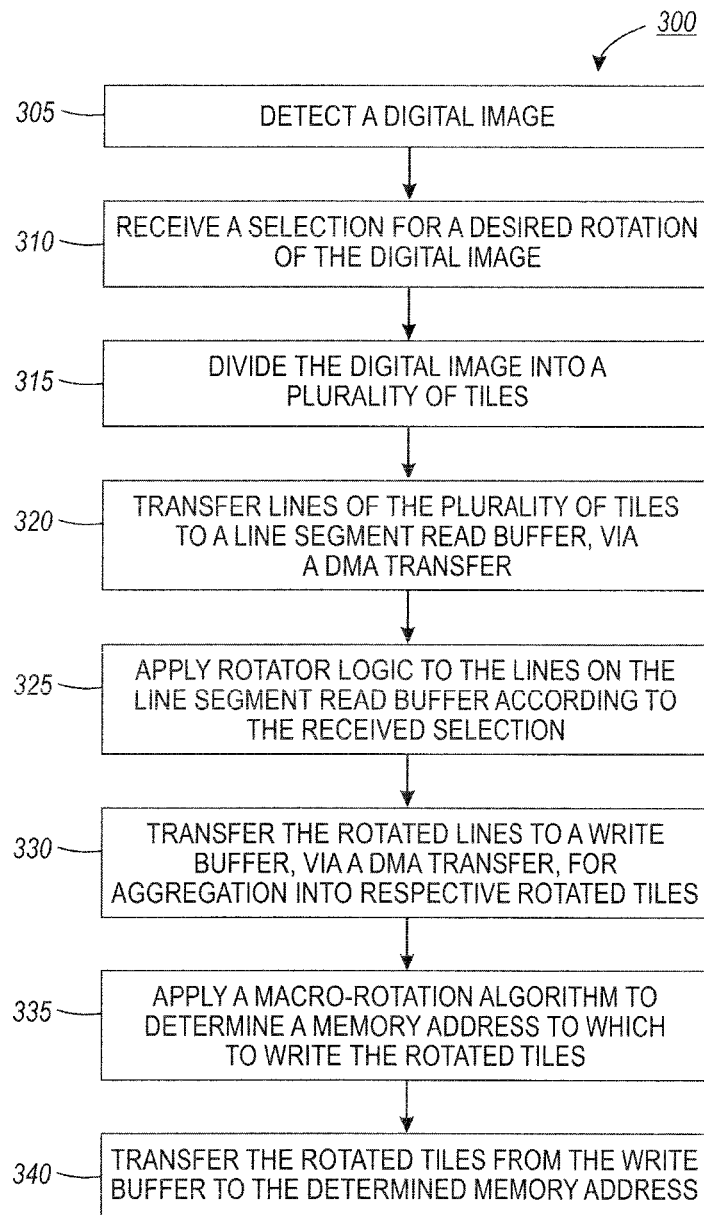 300
305
DETECT A DIGITAL IMAGE
310
RECEIVE A SELECTION FOR A DESIRED ROTATION
OF THE DIGITAL IMAGE
315
DIVIDE THE DIGITAL IMAGE INTO A
PLURALITY OF TILES
320
TRANSFER LINES OF THE PLURALITY OF TILES
TO A LINE SEGMENT READ BUFFER, VIA
A DMA TRANSFER
325
APPLY ROTATOR LOGIC TO THE LINES ON THE
LINE SEGMENT READ BUFFER ACCORDING TO
THE RECEIVED SELECTION
330
TRANSFER THE ROTATED LINES TO A WRITE
BUFFER, VIA A DMA TRANSFER, FOR
AGGREGATION INTO RESPECTIVE ROTATED TILES
335
APPLY A MACRO-ROTATION ALGORITHM TO
DETERMINE A MEMORY ADDRESS TO WHICH
TO WRITE THE ROTATED TILES
340
TRANSFER THE ROTATED TILES FROM THE WRITE
BUFFER TO THE DETERMINED MEMORY ADDRESS